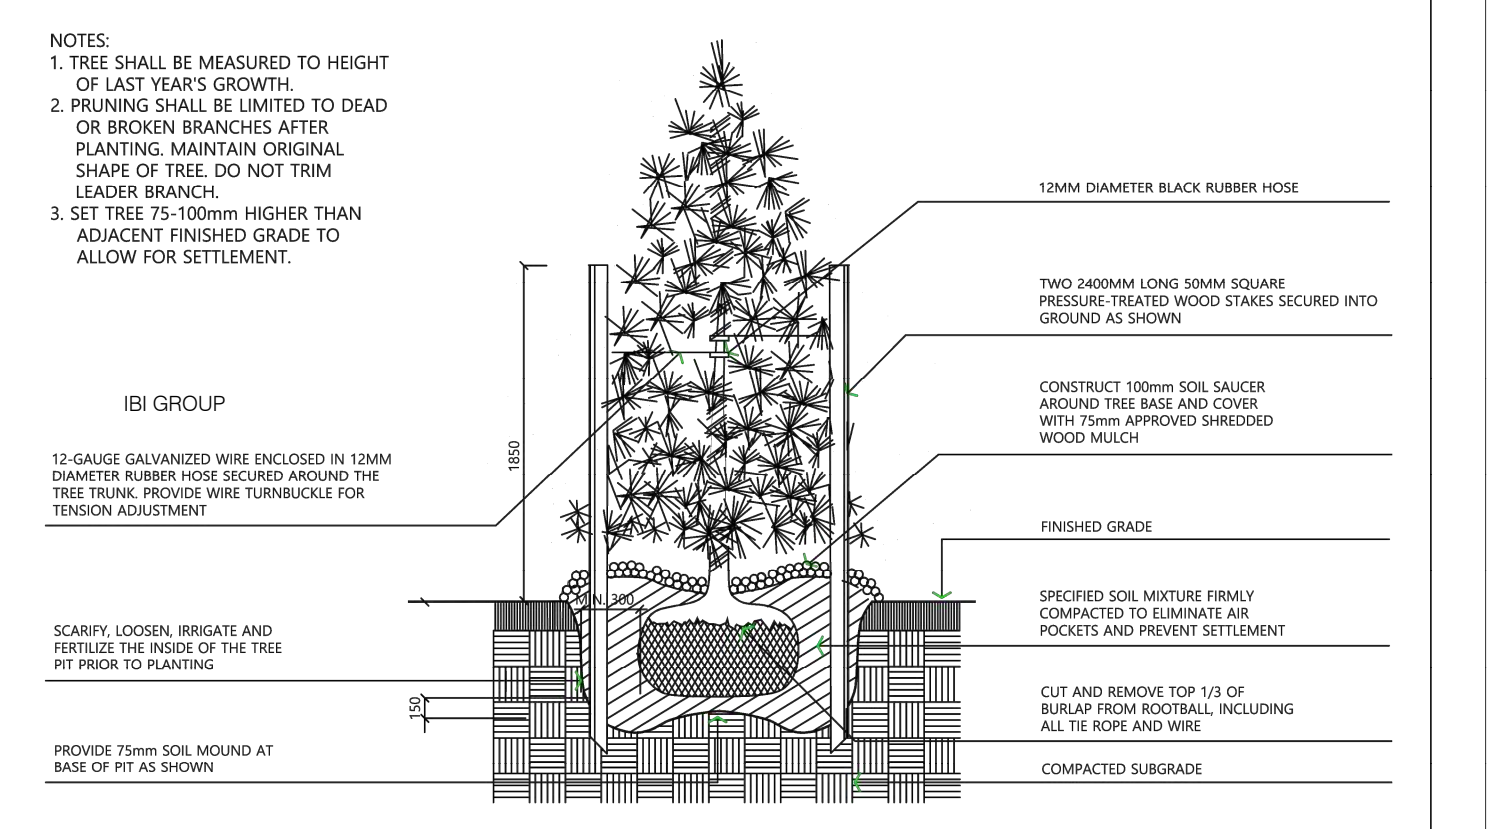 NOTES:
1. TREE SHALL BE MEASURED TO HEIGHT
OF LAST YEAR'S GROWTH.
2. PRUNING SHALL BE LIMITED TO DEAD
OR BROKEN BRANCHES AFTER
PLANTING. MAINTAIN ORIGINAL
SHAPE OF TREE. DO NOT TRIM
LEADER BRANCH.
3. SET TREE 75-100mm HIGHER THAN
ADJACENT FINISHED GRADE TO
ALLOW FOR SETTLEMENT.
IBI GROUP
12-GAUGE GALVANIZED WIRE ENCLOSED IN 12MM
DIAMETER RUBBER HOSE SECURED AROUND THE
TREE TRUNK. PROVIDE WIRE TURNBUCKLE FOR
TENSION ADJUSTMENT
SCARIFY, LOOSEN, IRRIGATE AND
FERTILIZE THE INSIDE OF THE TREE
PIT PRIOR TO PLANTING
PROVIDE 75mm SOIL MOUND AT
BASE OF PIT AS SHOWN
1850
150
MIN. 300
12MM DIAMETER BLACK RUBBER HOSE
TWO 2400MM LONG 50MM SQUARE
PRESSURE-TREATED WOOD STAKES SECURED INTO
GROUND AS SHOWN
CONSTRUCT 100mm SOIL SAUCER
AROUND TREE BASE AND COVER
WITH 75mm APPROVED SHREDDED
WOOD MULCH
FINISHED GRADE
SPECIFIED SOIL MIXTURE FIRMLY
COMPACTED TO ELIMINATE AIR
POCKETS AND PREVENT SETTLEMENT
CUT AND REMOVE TOP 1/3 OF
BURLAP FROM ROOTBALL, INCLUDING
ALL TIE ROPE AND WIRE
COMPACTED SUBGRADE